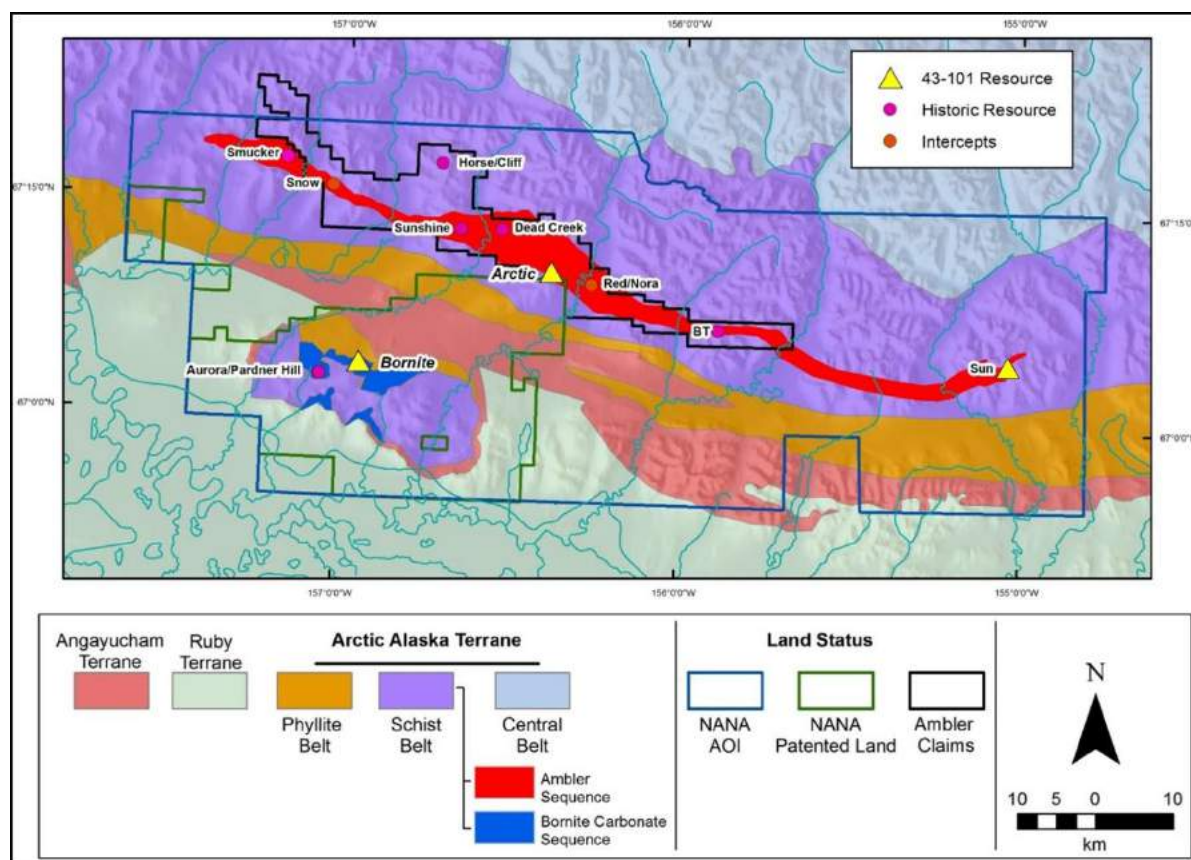 157°0'0"W
156°0'0"W
155°0'0"W
43-101 Resource
Historic Resource
Intercepts
Smucker
Horse/Cliff
Snow
67°15'0"N
67°15'0"N
Sunshine
Dead Creek
Arctic
Red/Nora
BT
Bornite
Aurora/Pardner Hill
Sun
67°0'0"N
67°0'0"N
157°0'0"W
156°0'0"W
155°0'0"W
Angayucham
Terrane
Ruby
Terrane
Arctic Alaska Terrane
Phyllite
Belt
Schist
Belt
Central
Belt
Ambler
Sequence
Bornite Carbonate
Sequence
Land Status
NANA
AOI
NANA
Patented Land
Ambler
Claims
N
10 5 0 10
km